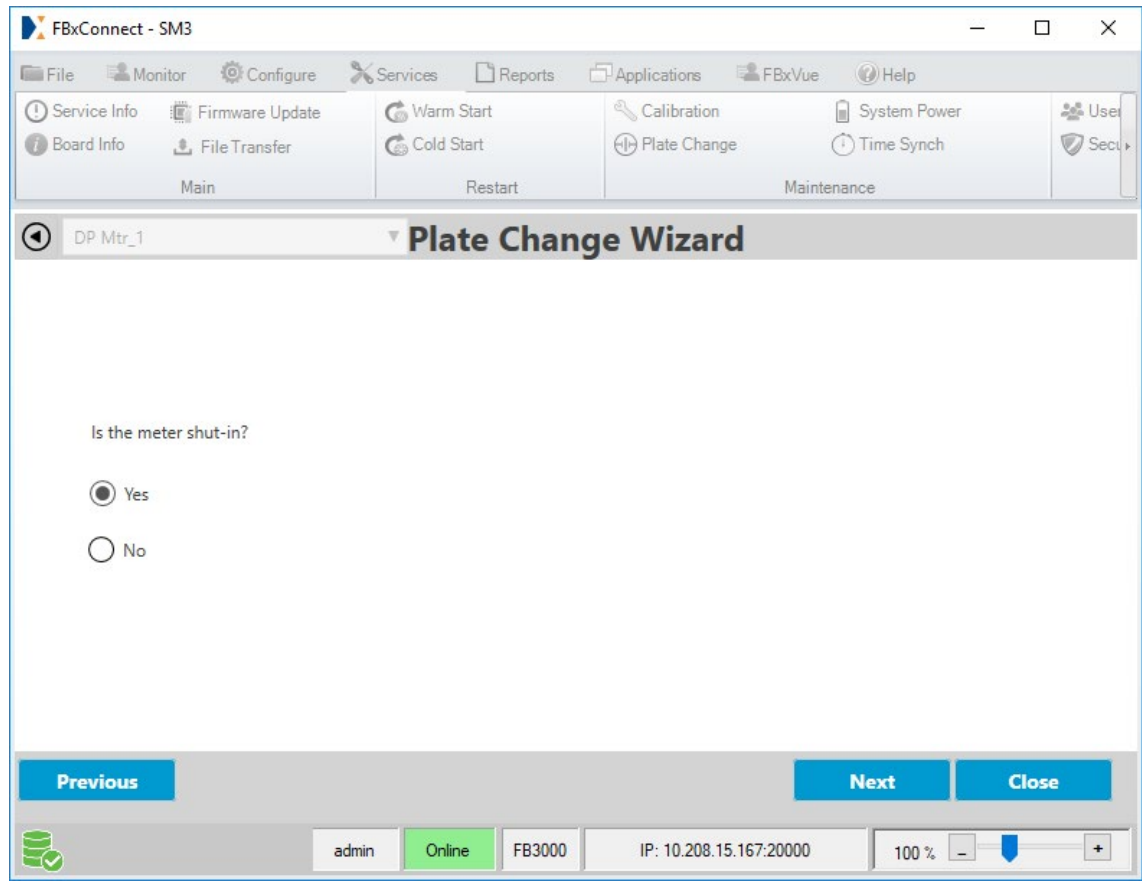 FBxConnect - SM3
File Monitor Configure Services Reports Applications FBxVue Help
Service Info Firmware Update Warm Start Calibration System Power User
Board Info File Transfer Cold Start Plate Change Time Synch Secu
Main Restart Maintenance
DP Mtr_1 Plate Change Wizard
Is the meter shut-in?
Yes
No
Previous Next Close
admin Online FB3000 IP: 10.208.15.167:20000 100 % - +